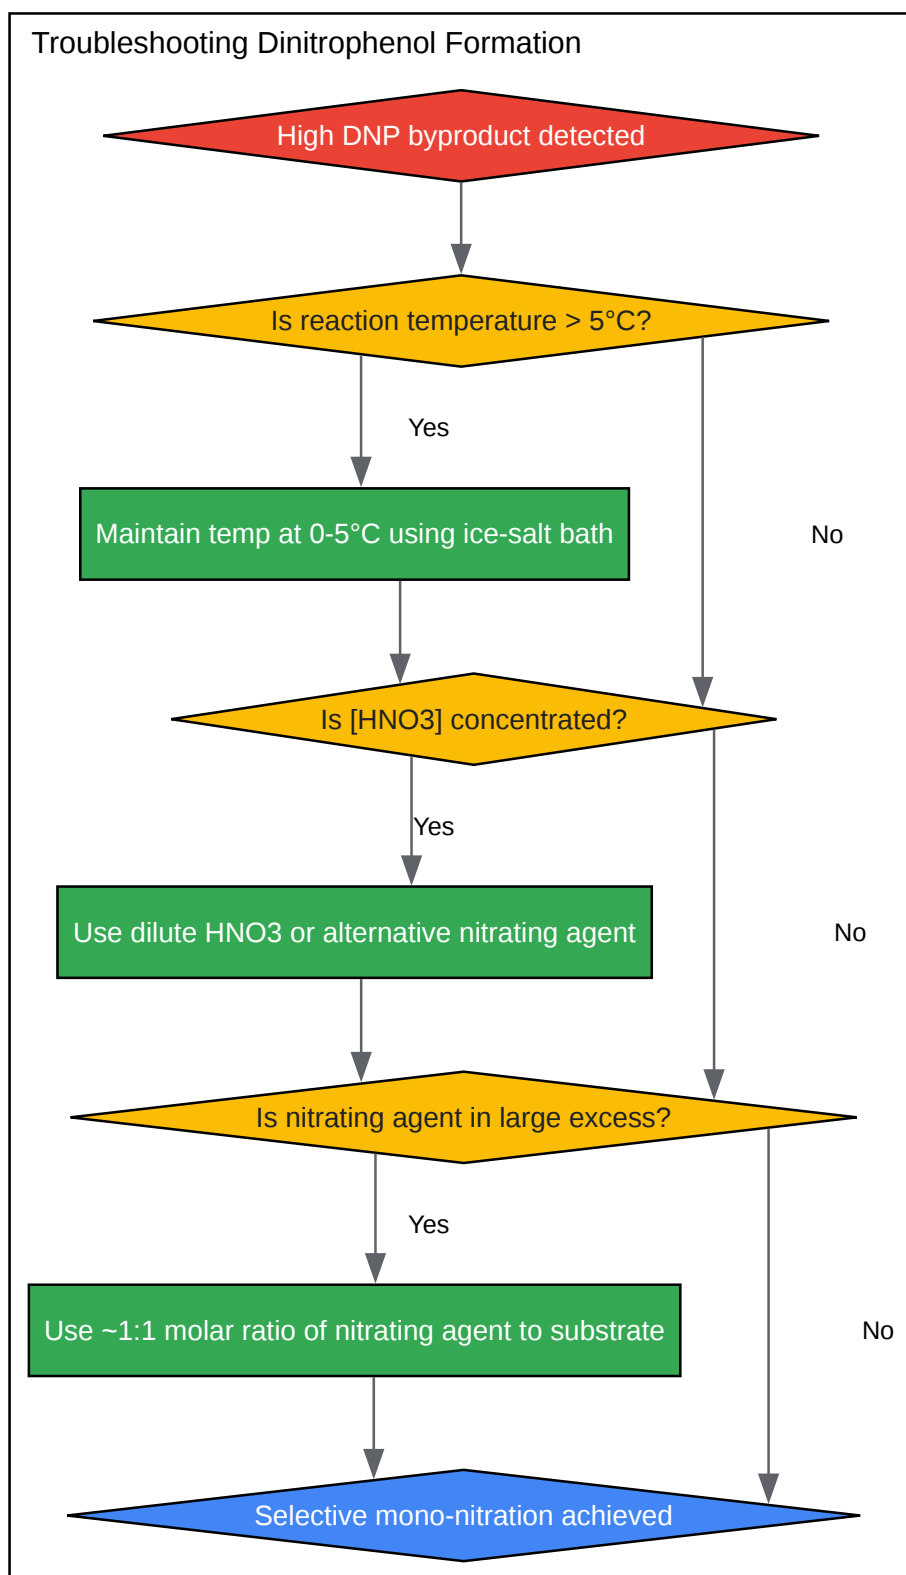 Troubleshooting Dinitrophenol Formation
High DNP byproduct detected
Is reaction temperature > 5°C?
Yes
Maintain temp at 0-5°C using ice-salt bath
No
Is [HNO3] concentrated?
Yes
Use dilute HNO3 or alternative nitrating agent
No
Is nitrating agent in large excess?
Yes
Use ~1:1 molar ratio of nitrating agent to substrate
No
Selective mono-nitration achieved